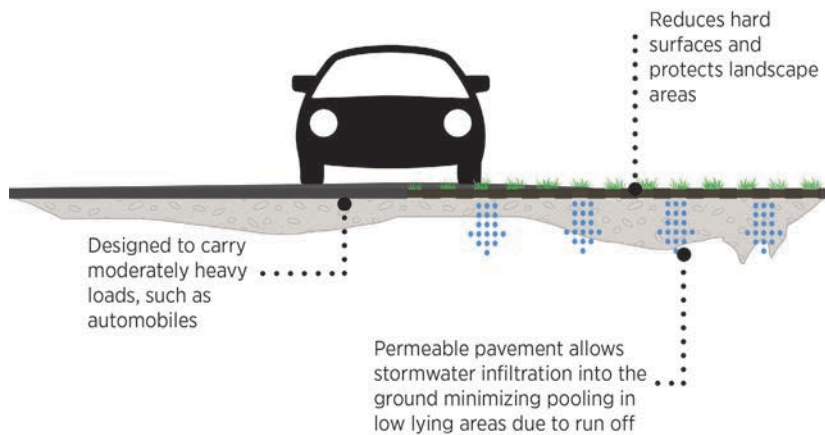 Reduces hard
surfaces and
protects landscape
areas
Designed to carry
moderately heavy
loads, such as
automobiles
Permeable pavement allows
stormwater infiltration into the
ground minimizing pooling in
low lying areas due to run off